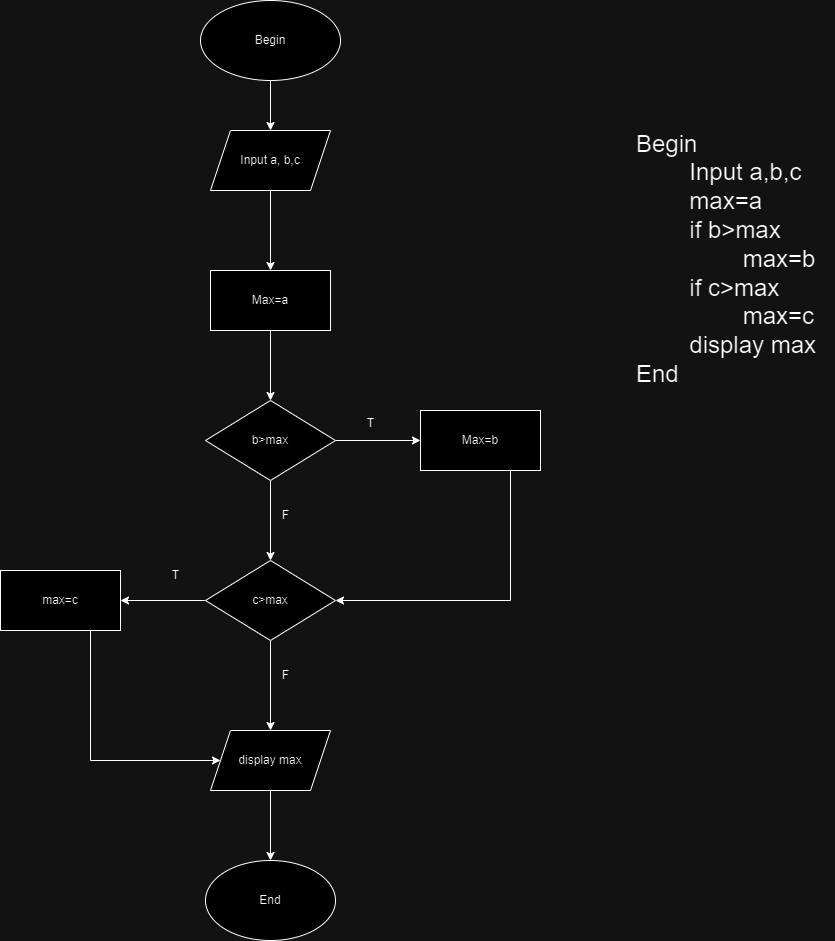 Begin
Input a, b,c
Max=a
b>max
T
Max=b
F
T
max=c
c>max
F
display max
End
Begin
Input a,b,c
max=a
if b>max
max=b
if c>max
max=c
display max
End